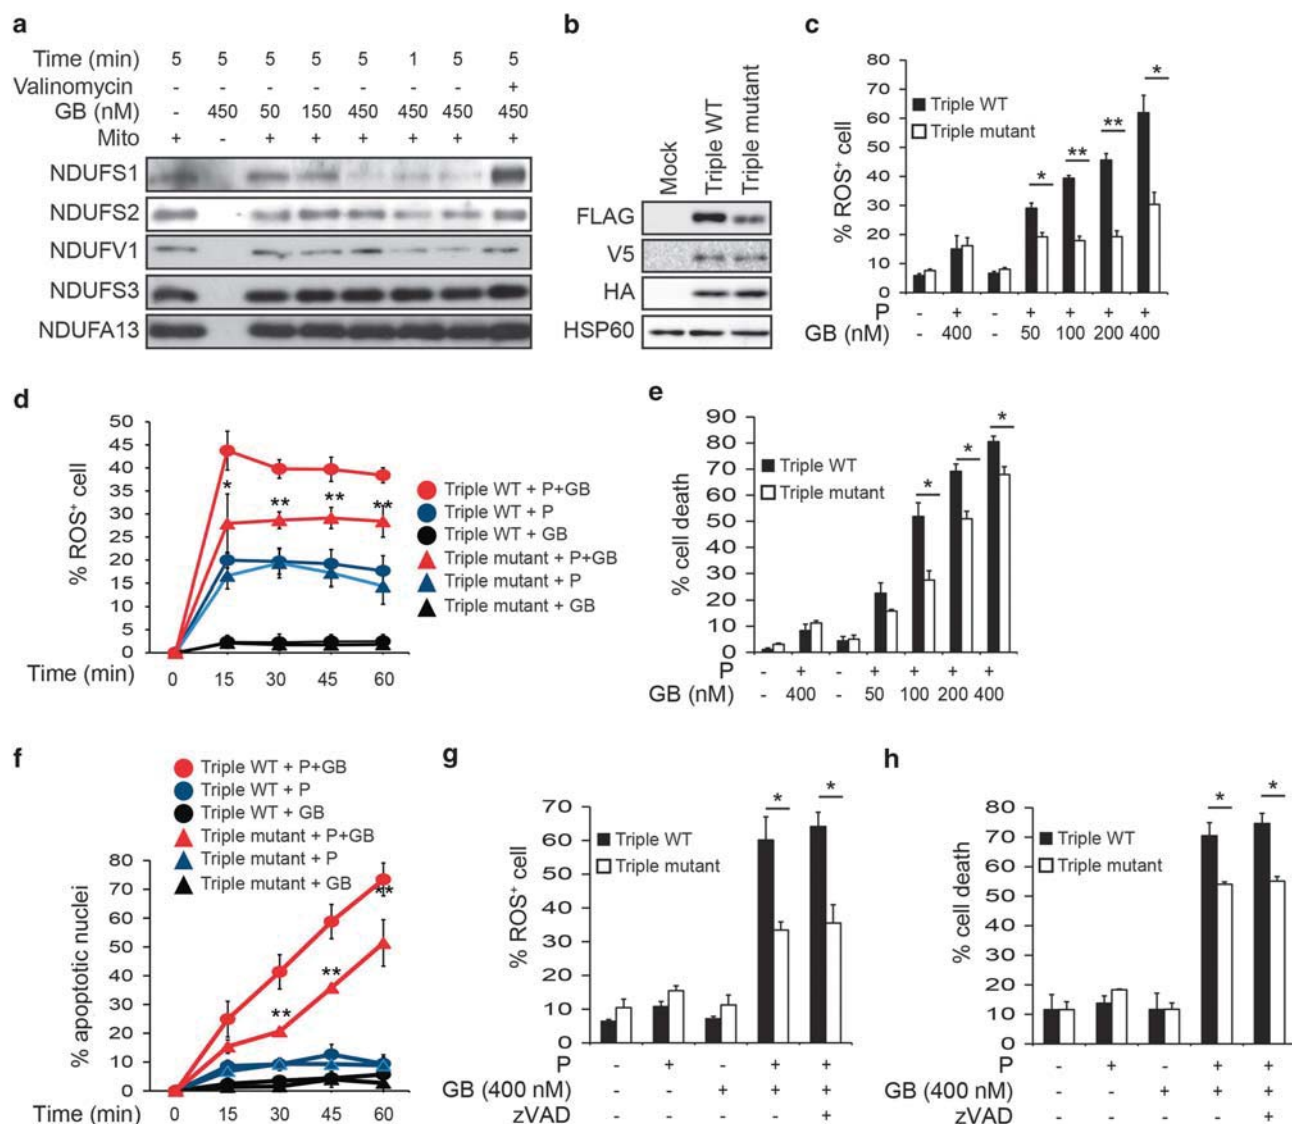 a
Time (min) 5 5 5 5 5 1 5 5
Valinomycin - - - - - - - +
GB (nM) - 450 50 150 450 450 450 450
Mito + - + + + + + +
NDUFS1
NDUFS2
NDUFV1
NDUFS3
NDUFA13
b
Mock
Triple WT
Triple mutant
FLAG
V5
HA
HSP60
c
80
70
60
50
40
30
20
10
0
% ROS+ cell
Triple WT
Triple mutant
* ** ** *
P - + - + + + +
GB (nM) - 400 - 50 100 200 400
d
50
45
40
35
30
25
20
15
10
5
0
% ROS+ cell
* ** ** **
Time (min) 0 15 30 45 60
Triple WT + P+GB
Triple WT + P
Triple WT + GB
Triple mutant + P+GB
Triple mutant + P
Triple mutant + GB
e
90
80
70
60
50
40
30
20
10
0
% cell death
Triple WT
Triple mutant
* * *
P - + - + + + +
GB (nM) - 400 - 50 100 200 400
f
Triple WT + P+GB
Triple WT + P
Triple WT + GB
Triple mutant + P+GB
Triple mutant + P
Triple mutant + GB
80
70
60
50
40
30
20
10
0
% apoptotic nuclei
** ** **
Time (min) 0 15 30 45 60
g
70
60
50
40
30
20
10
0
% ROS+ cell
Triple WT
Triple mutant
* *
P - + - + +
GB (400 nM) - - + + +
zVAD - - - - +
h
80
70
60
50
40
30
20
10
0
% cell death
Triple WT
Triple mutant
* *
P - + - + +
GB (400 nM) - - + + +
zVAD - - - - +